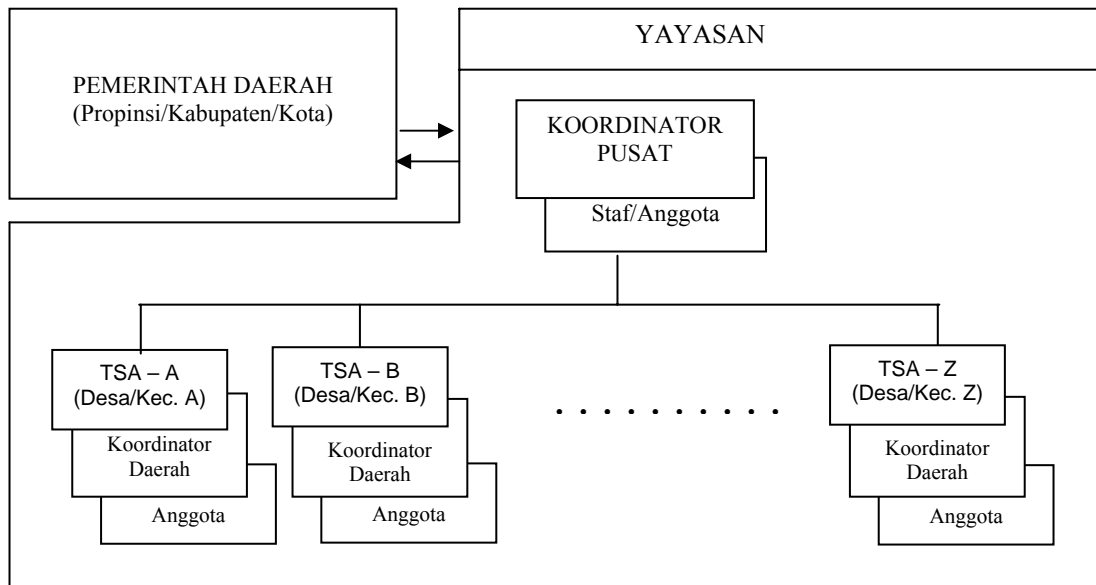 YAYASAN
PEMERINTAH DAERAH
(Propinsi/Kabupaten/Kota)
KOORDINATOR
PUSAT
Staf/Anggota
TSA – A
(Desa/Kec. A)
Koordinator
Daerah
Anggota
TSA – B
(Desa/Kec. B)
Koordinator
Daerah
Anggota
. . . . . . . . . .
TSA – Z
(Desa/Kec. Z)
Koordinator
Daerah
Anggota